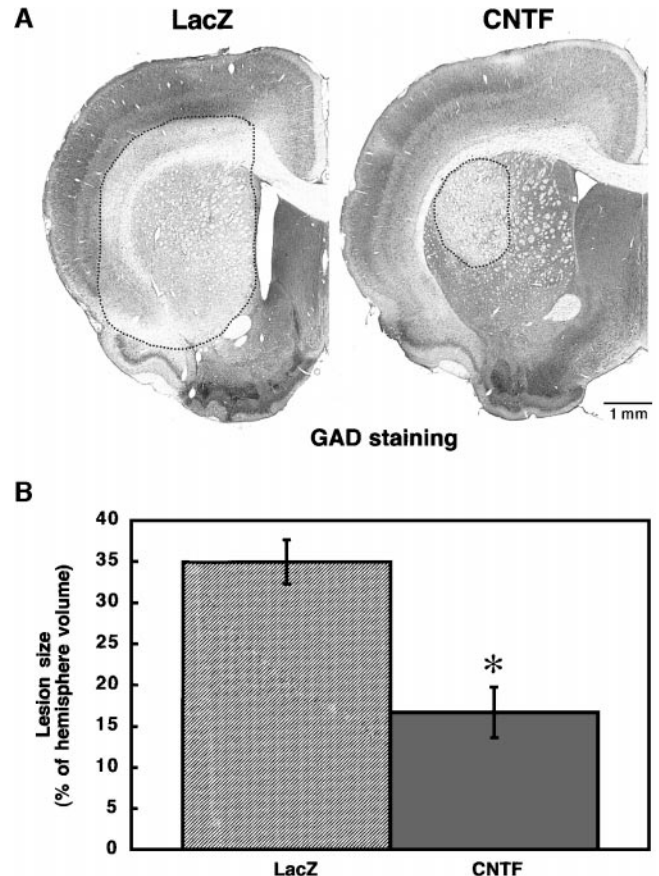 A
LacZ
CNTF
1 mm
GAD staining
B
Lesion size
(% of hemisphere volume)
40
35
30
25
20
15
10
5
0
*
LacZ
CNTF